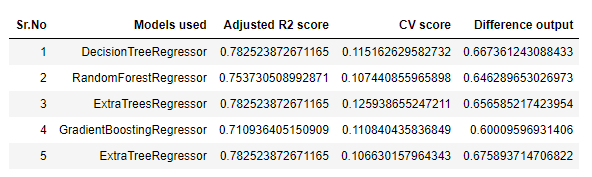 Sr.No Models used Adjusted R2 score CV score Difference output
1 DecisionTreeRegressor 0.782523872671165 0.115162629582732 0.667361243088433
2 RandomForestRegressor 0.753730508992871 0.107440855965898 0.646289653026973
3 ExtraTreesRegressor 0.782523872671165 0.125938655247211 0.656585217423954
4 GradientBoostingRegressor 0.710936405150909 0.110840435836849 0.60009596931406
5 ExtraTreeRegressor 0.782523872671165 0.106630157964343 0.675893714706822